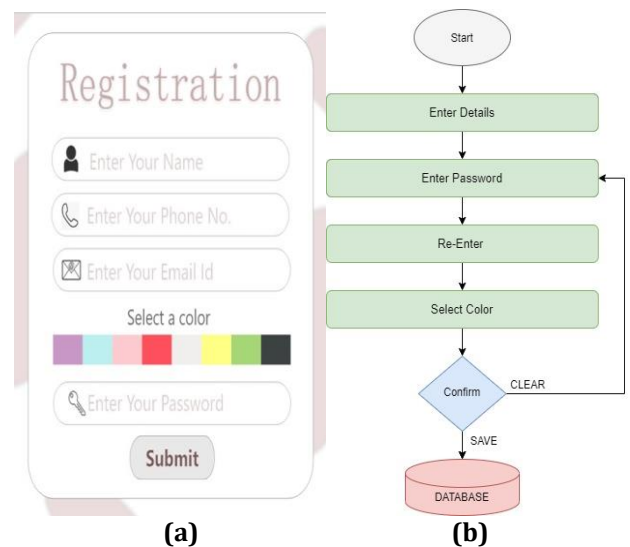 Registration
Enter Your Name
Enter Your Phone No.
Enter Your Email Id
Select a color
Enter Your Password
Submit
(a)
Start
Enter Details
Enter Password
Re-Enter
Select Color
Confirm
CLEAR
SAVE
DATABASE
(b)